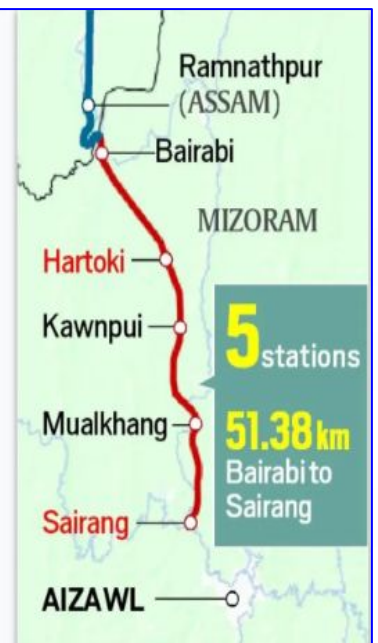 Ramnathpur
(ASSAM)
Bairabi
MIZORAM
Hartoki
Kawnpui
5 stations
Mualkhang
51.38 km
Bairabi to
Sairang
Sairang
AIZAWL